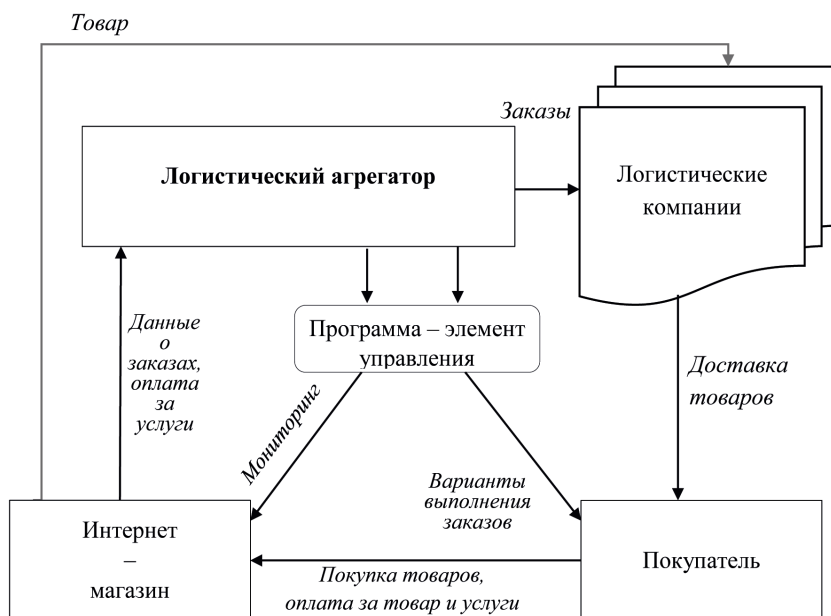 Товар
Заказы
Логистический агрегатор
Логистические
компании
Данные
о
заказах,
оплата
за
услуги
Программа – элемент
управления
Мониторинг
Доставка
товаров
Варианты
выполнения
заказов
Интернет
–
магазин
Покупатель
Покупка товаров,
оплата за товар и услуги